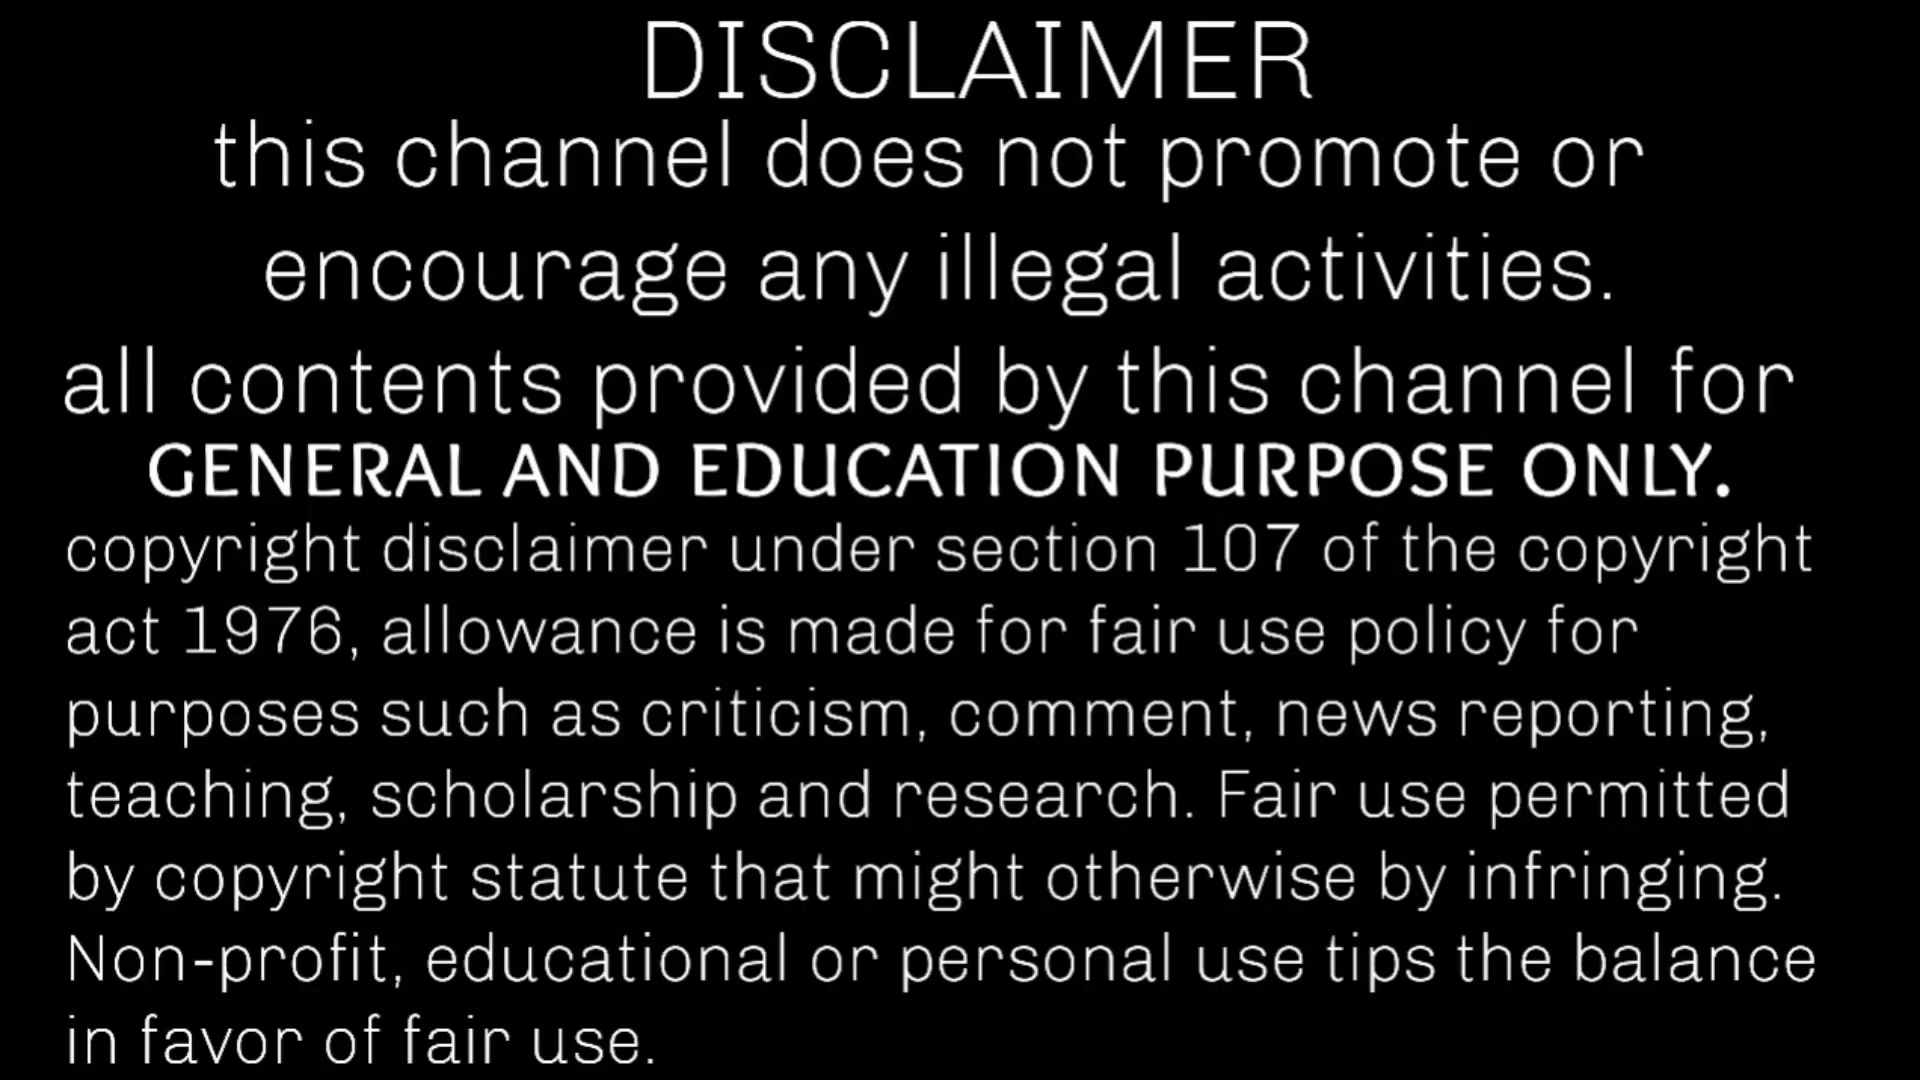 DISCLAIMER
this channel does not promote or
encourage any illegal activities.
all contents provided by this channel for
GENERAL AND EDUCATION PURPOSE ONLY.
copyright disclaimer under section 107 of the copyright
act 1976, allowance is made for fair use policy for
purposes such as criticism, comment, news reporting,
teaching, scholarship and research. Fair use permitted
by copyright statute that might otherwise by infringing.
Non-profit, educational or personal use tips the balance
in favor of fair use.